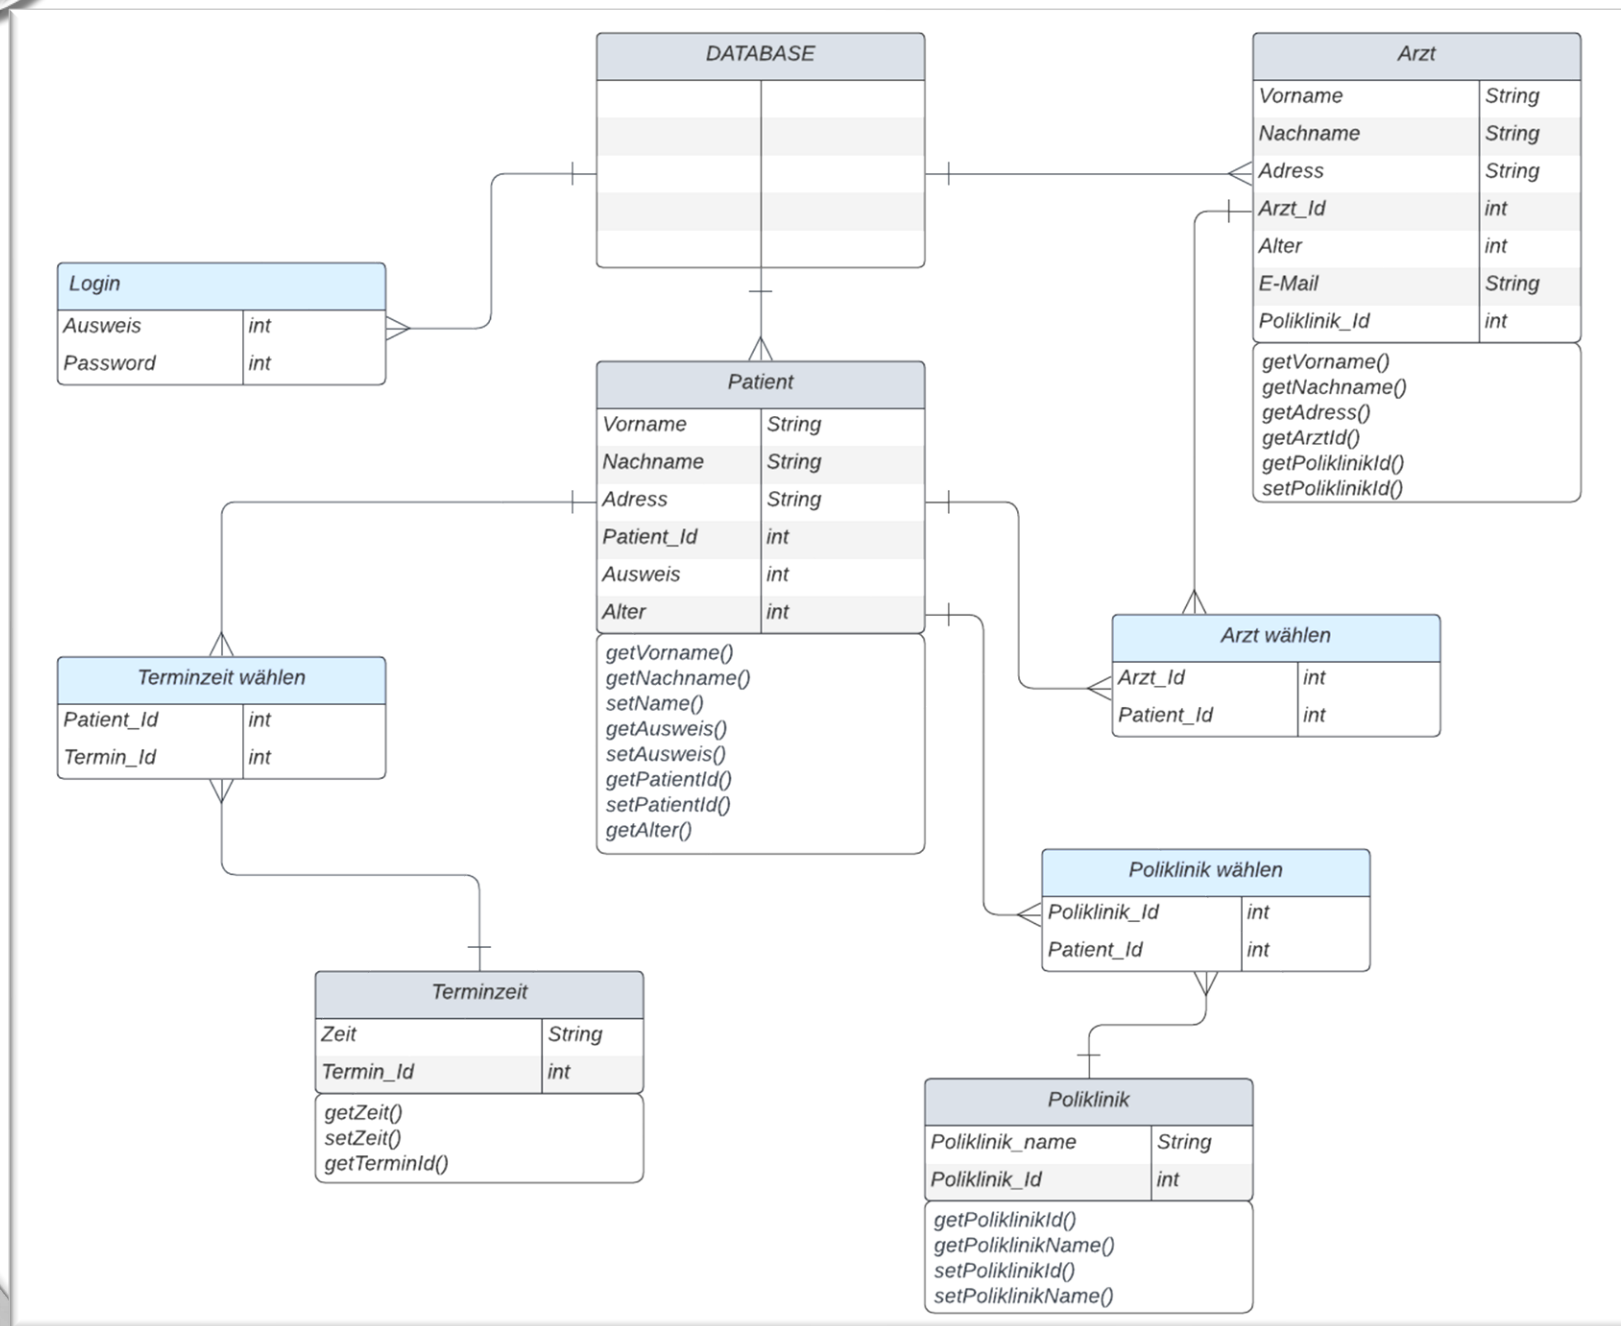 DATABASE
Arzt
Vorname String
Nachname String
Adress String
Arzt_Id int
Alter int
E-Mail String
Poliklinik_Id int
getVorname()
getNachname()
getAdress()
getArztId()
getPoliklinikId()
setPoliklinikId()
Login
Ausweis int
Password int
Patient
Vorname String
Nachname String
Adress String
Patient_Id int
Ausweis int
Alter int
getVorname()
getNachname()
setName()
getAusweis()
setAusweis()
getPatientId()
setPatientId()
getAlter()
Arzt wählen
Arzt_Id int
Patient_Id int
Terminzeit wählen
Patient_Id int
Termin_Id int
Poliklinik wählen
Poliklinik_Id int
Patient_Id int
Terminzeit
Zeit String
Termin_Id int
getZeit()
setZeit()
getTerminId()
Poliklinik
Poliklinik_name String
Poliklinik_Id int
getPoliklinikId()
getPoliklinikName()
setPoliklinikId()
setPoliklinikName()